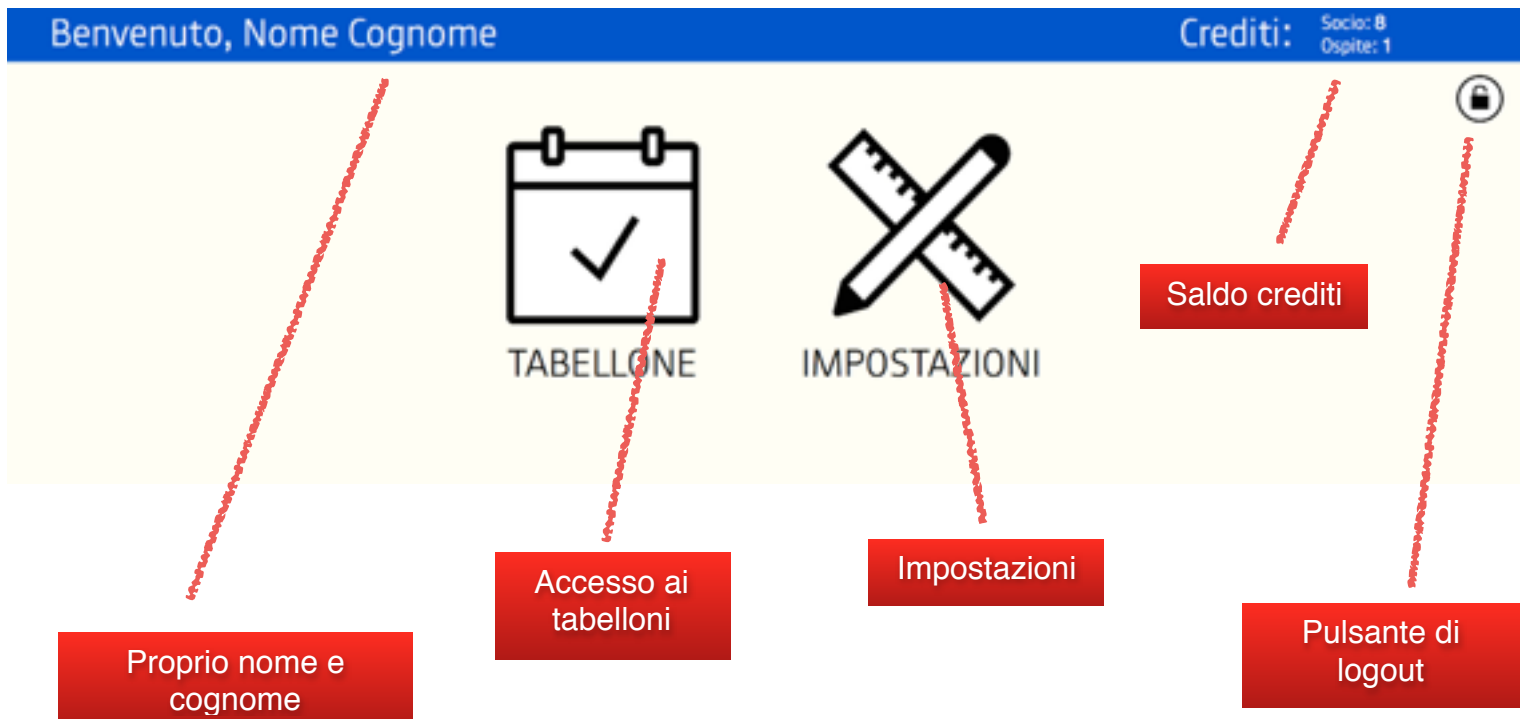 Benvenuto, Nome Cognome
Crediti:
Socio: 8
Ospite: 1
TABELLONE
IMPOSTAZIONI
Saldo crediti
Accesso ai
tabelloni
Impostazioni
Proprio nome e
cognome
Pulsante di
logout